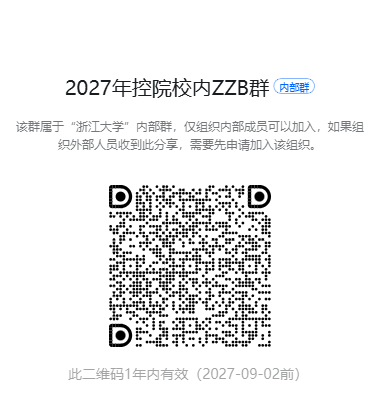 2027年控院校内ZZB群 内部群
该群属于“浙江大学”内部群，仅组织内部成员可以加入，如果组
织外部人员收到此分享，需要先申请加入该组织。
此二维码1年内有效（2027-09-02前）